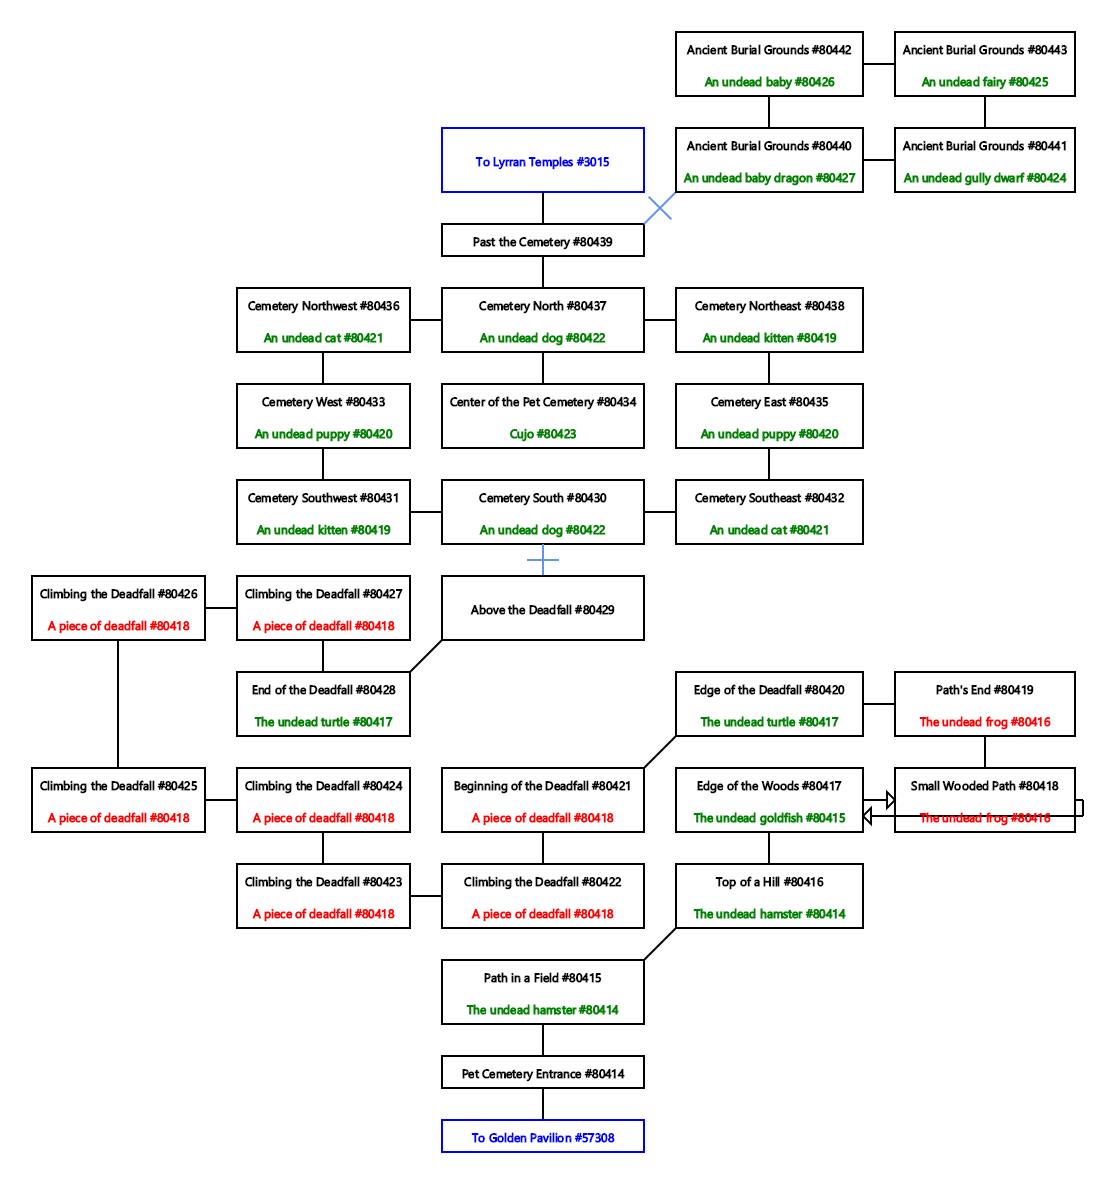 Ancient Burial Grounds #80442
An undead baby #80426
Ancient Burial Grounds #80443
An undead fairy #80425
To Lyrran Temples #3015
Ancient Burial Grounds #80440
An undead baby dragon #80427
Ancient Burial Grounds #80441
An undead gully dwarf #80424
Past the Cemetery #80439
Cemetery Northwest #80436
An undead cat #80421
Cemetery North #80437
An undead dog #80422
Cemetery Northeast #80438
An undead kitten #80419
Cemetery West #80433
An undead puppy #80420
Center of the Pet Cemetery #80434
Cujo #80423
Cemetery East #80435
An undead puppy #80420
Cemetery Southwest #80431
An undead kitten #80419
Cemetery South #80430
An undead dog #80422
Cemetery Southeast #80432
An undead cat #80421
Climbing the Deadfall #80426
A piece of deadfall #80418
Climbing the Deadfall #80427
A piece of deadfall #80418
Above the Deadfall #80429
End of the Deadfall #80428
The undead turtle #80417
Edge of the Deadfall #80420
The undead turtle #80417
Path's End #80419
The undead frog #80416
Climbing the Deadfall #80425
A piece of deadfall #80418
Climbing the Deadfall #80424
A piece of deadfall #80418
Beginning of the Deadfall #80421
A piece of deadfall #80418
Edge of the Woods #80417
The undead goldfish #80415
Small Wooded Path #80418
The undead frog #80416
Climbing the Deadfall #80423
A piece of deadfall #80418
Climbing the Deadfall #80422
A piece of deadfall #80418
Top of a Hill #80416
The undead hamster #80414
Path in a Field #80415
The undead hamster #80414
Pet Cemetery Entrance #80414
To Golden Pavilion #57308